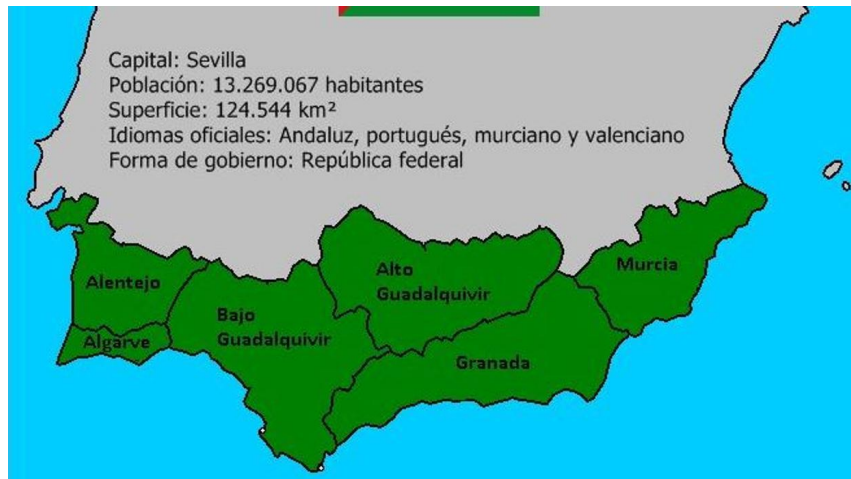 Capital: Sevilla
Población: 13.269.067 habitantes
Superficie: 124.544 km²
Idiomas oficiales: Andaluz, portugués, murciano y valenciano
Forma de gobierno: República federal
Alentejo
Algarve
Bajo
Guadalquivir
Alto
Guadalquivir
Granada
Murcia